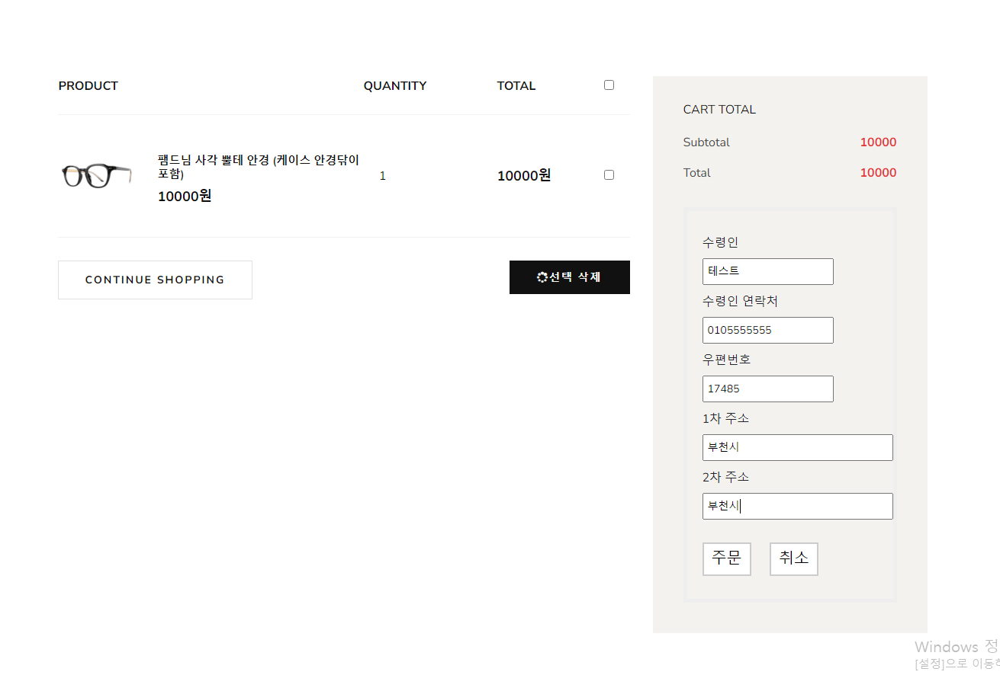 PRODUCT QUANTITY TOTAL
팸드님 사각 뿔테 안경 (케이스 안경닦이
포함)
10000원
1
10000원
CONTINUE SHOPPING
선택 삭제
CART TOTAL
Subtotal 10000
Total 10000
수령인
테스트
수령인 연락처
0105555555
우편번호
17485
1차 주소
부천시
2차 주소
부천시
주문 취소
Windows 정
[설정]으로 이동